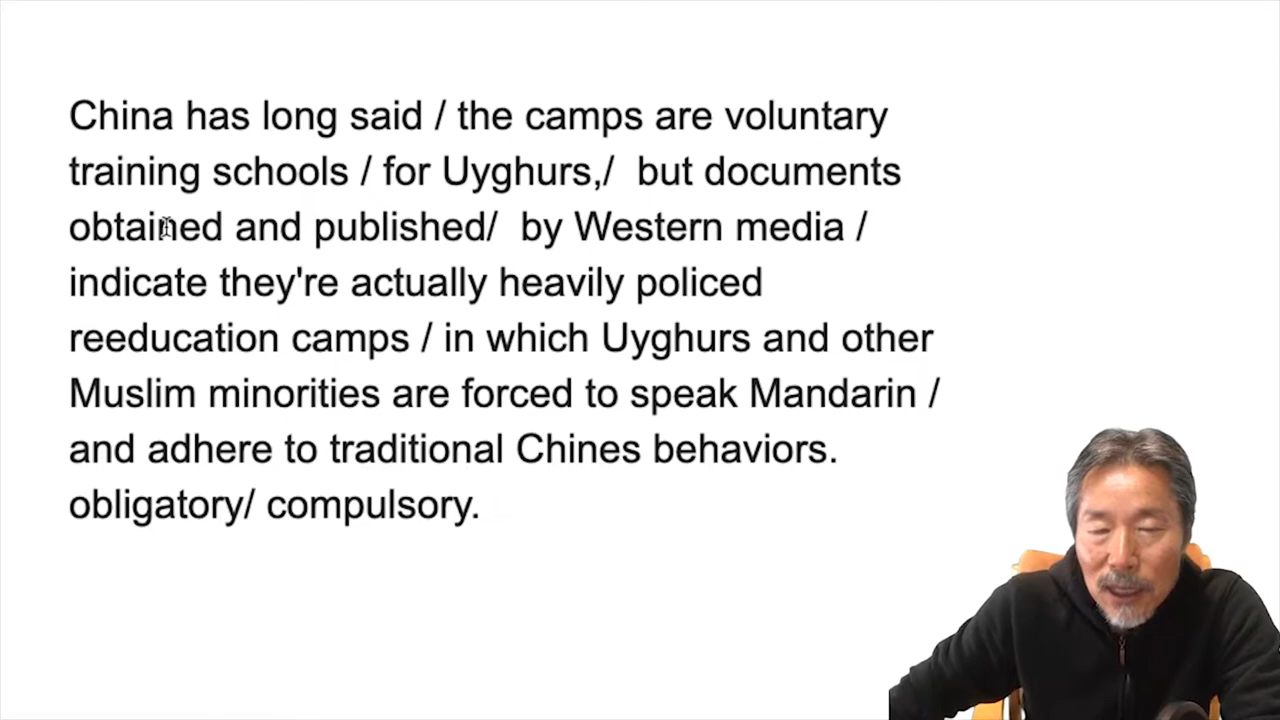 China has long said / the camps are voluntary
training schools / for Uyghurs,/  but documents
obtained and published/  by Western media /
indicate they're actually heavily policed
reeducation camps / in which Uyghurs and other
Muslim minorities are forced to speak Mandarin /
and adhere to traditional Chines behaviors.
obligatory/ compulsory.